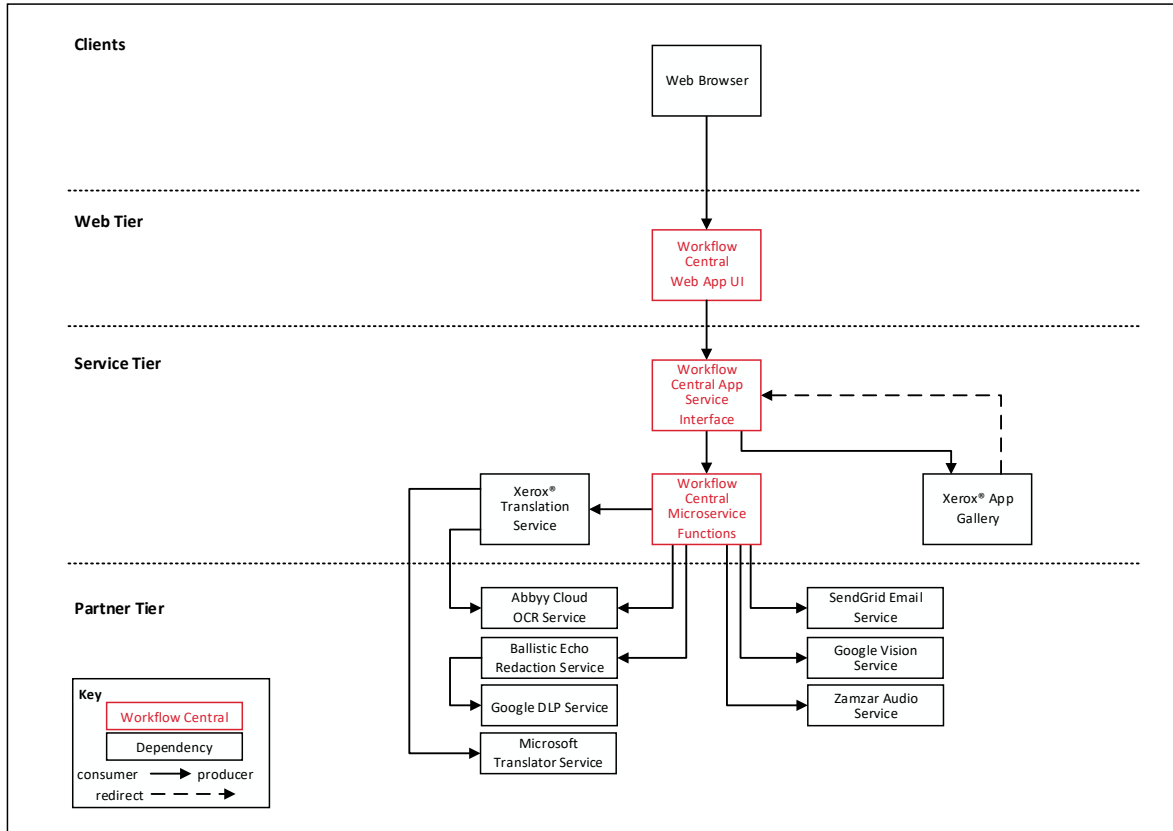 Clients
Web Browser
Web Tier
Workflow
Central
Web App UI
Service Tier
Workflow
Central App
Service
Interface
Xerox®
Translation
Service
Workflow
Central
Microservice
Functions
Xerox® App
Gallery
Partner Tier
Abbyy Cloud
OCR Service
SendGrid Email
Service
Ballistic Echo
Redaction Service
Google Vision
Service
Google DLP Service
Zamzar Audio
Service
Microsoft
Translator Service
Key
Workflow Central
Dependency
consumer producer
redirect